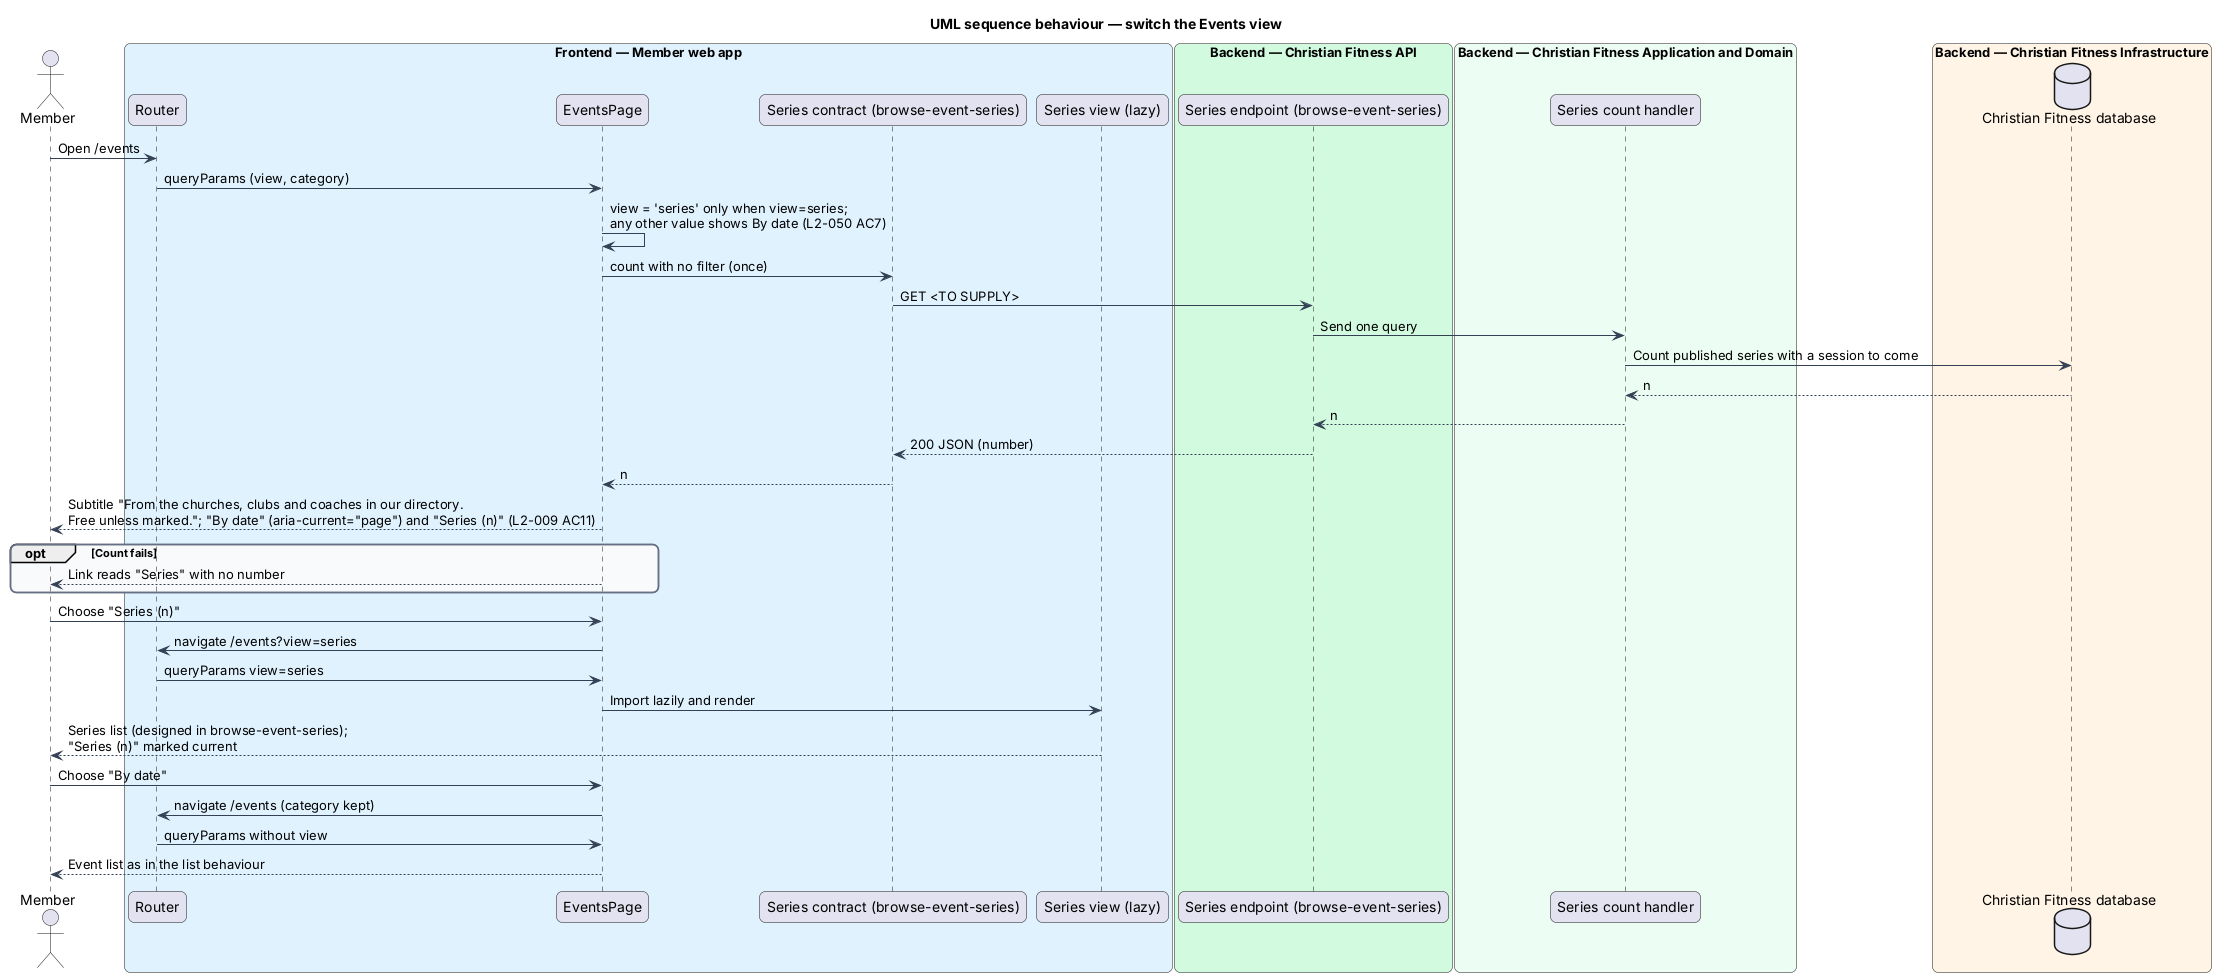 UML sequence behaviour — switch the Events view
Frontend — Member web app
Backend — Christian Fitness API
Backend — Christian Fitness Application and Domain
Backend — Christian Fitness Infrastructure
Member
Router
EventsPage
Series contract (browse-event-series)
Series view (lazy)
Series endpoint (browse-event-series)
Series count handler
Christian Fitness database
Open /events
queryParams (view, category)
view = 'series' only when view=series;
any other value shows By date (L2-050 AC7)
count with no filter (once)
GET <TO SUPPLY>
Send one query
Count published series with a session to come
n
n
200 JSON (number)
n
Subtitle "From the churches, clubs and coaches in our directory.
Free unless marked."; "By date" (aria-current="page") and "Series (n)" (L2-009 AC11)
opt
[Count fails]
Link reads "Series" with no number
Choose "Series (n)"
navigate /events?view=series
queryParams view=series
Import lazily and render
Series list (designed in browse-event-series);
"Series (n)" marked current
Choose "By date"
navigate /events (category kept)
queryParams without view
Event list as in the list behaviour
Member
Router
EventsPage
Series contract (browse-event-series)
Series view (lazy)
Series endpoint (browse-event-series)
Series count handler
Christian Fitness database